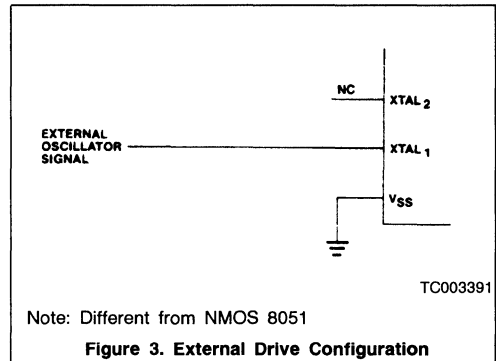 NC
XTAL2
EXTERNAL
OSCILLATOR
SIGNAL
XTAL1
VSS
TC003391
Note: Different from NMOS 8051
Figure 3. External Drive Configuration